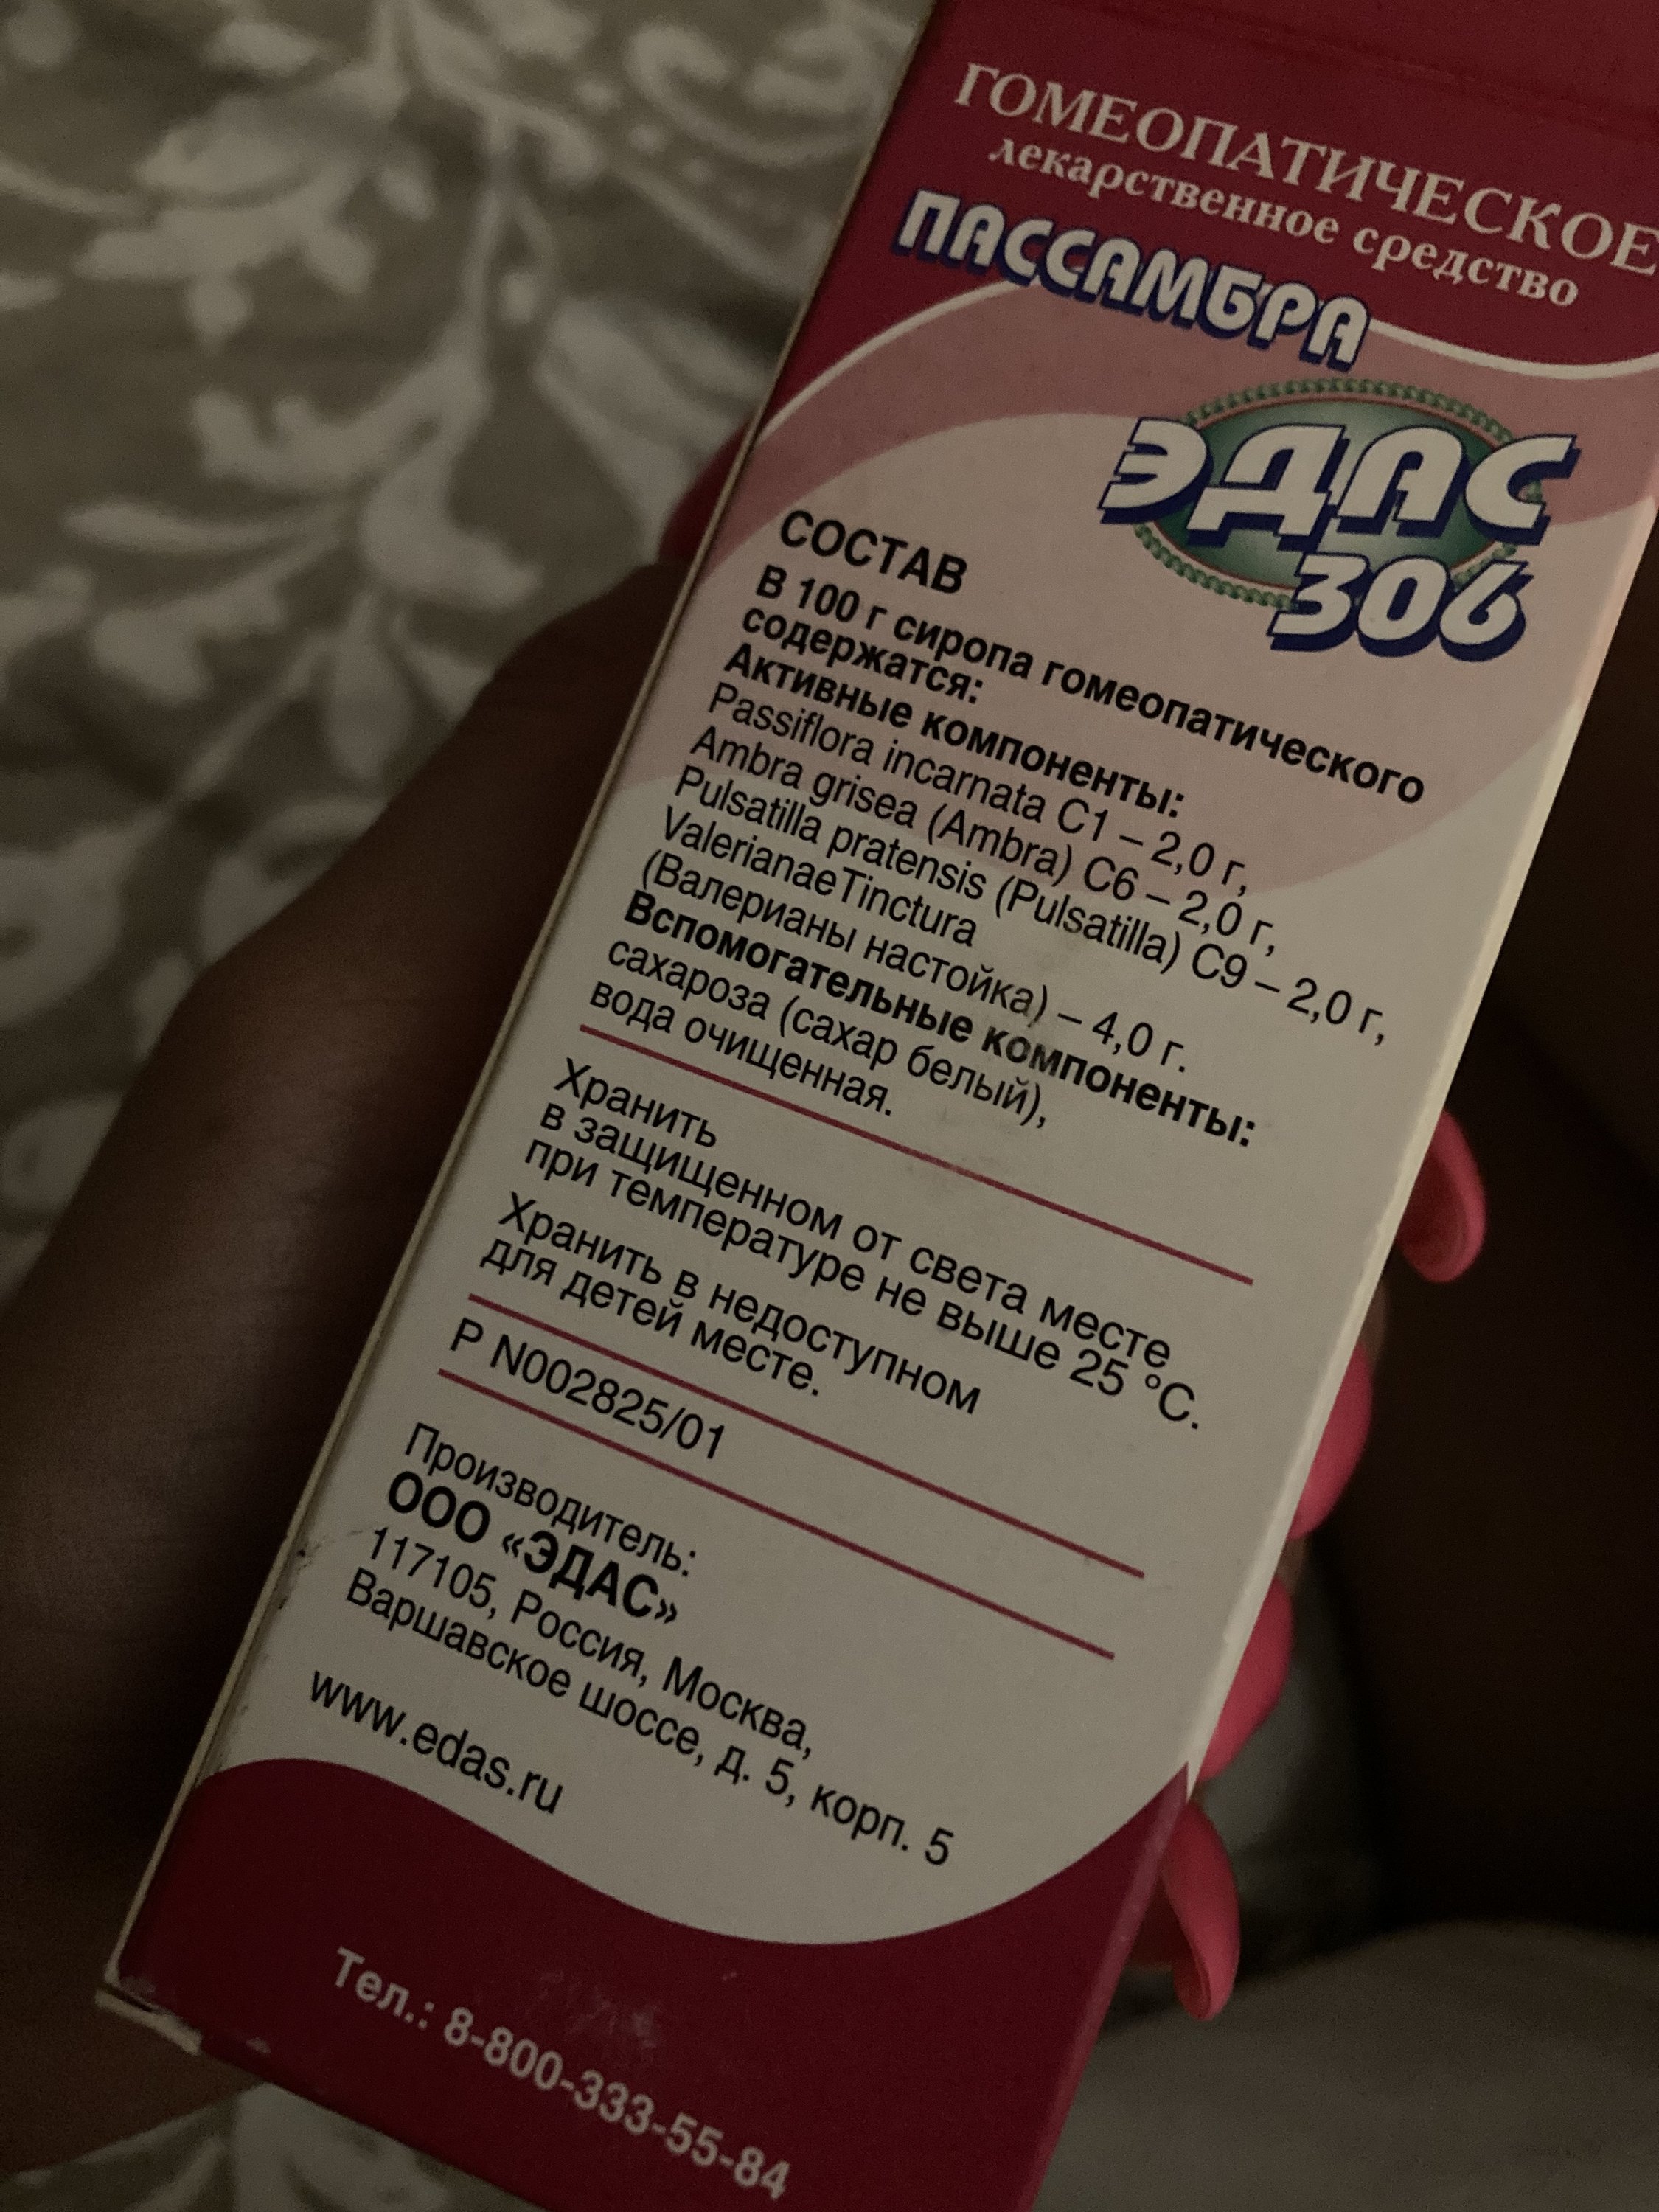 ГОМЕОПАТИЧЕСКОЕ
лекарственное средство
ПАССАМБРА
ЭДАС
306
СОСТАВ
В 100 г сиропа гомеопатического
содержатся:
Активные компоненты:
Passiflora incarnata C1 – 2,0 г,
Ambra grisea (Ambra) C6 – 2,0 г,
Pulsatilla pratensis (Pulsatilla) C9 – 2,0 г,
ValerianaeTinctura
(Валерианы настойка) – 4,0 г.
Вспомогательные компоненты:
сахароза (сахар белый),
вода очищенная.
Хранить
в защищенном от света месте
при температуре не выше 25 °C.
Хранить в недоступном
для детей месте.
Р N002825/01
Производитель:
ООО «ЭДАС»
117105, Россия, Москва,
Варшавское шоссе, д. 5, корп. 5
www.edas.ru
Тел.: 8-800-333-55-84